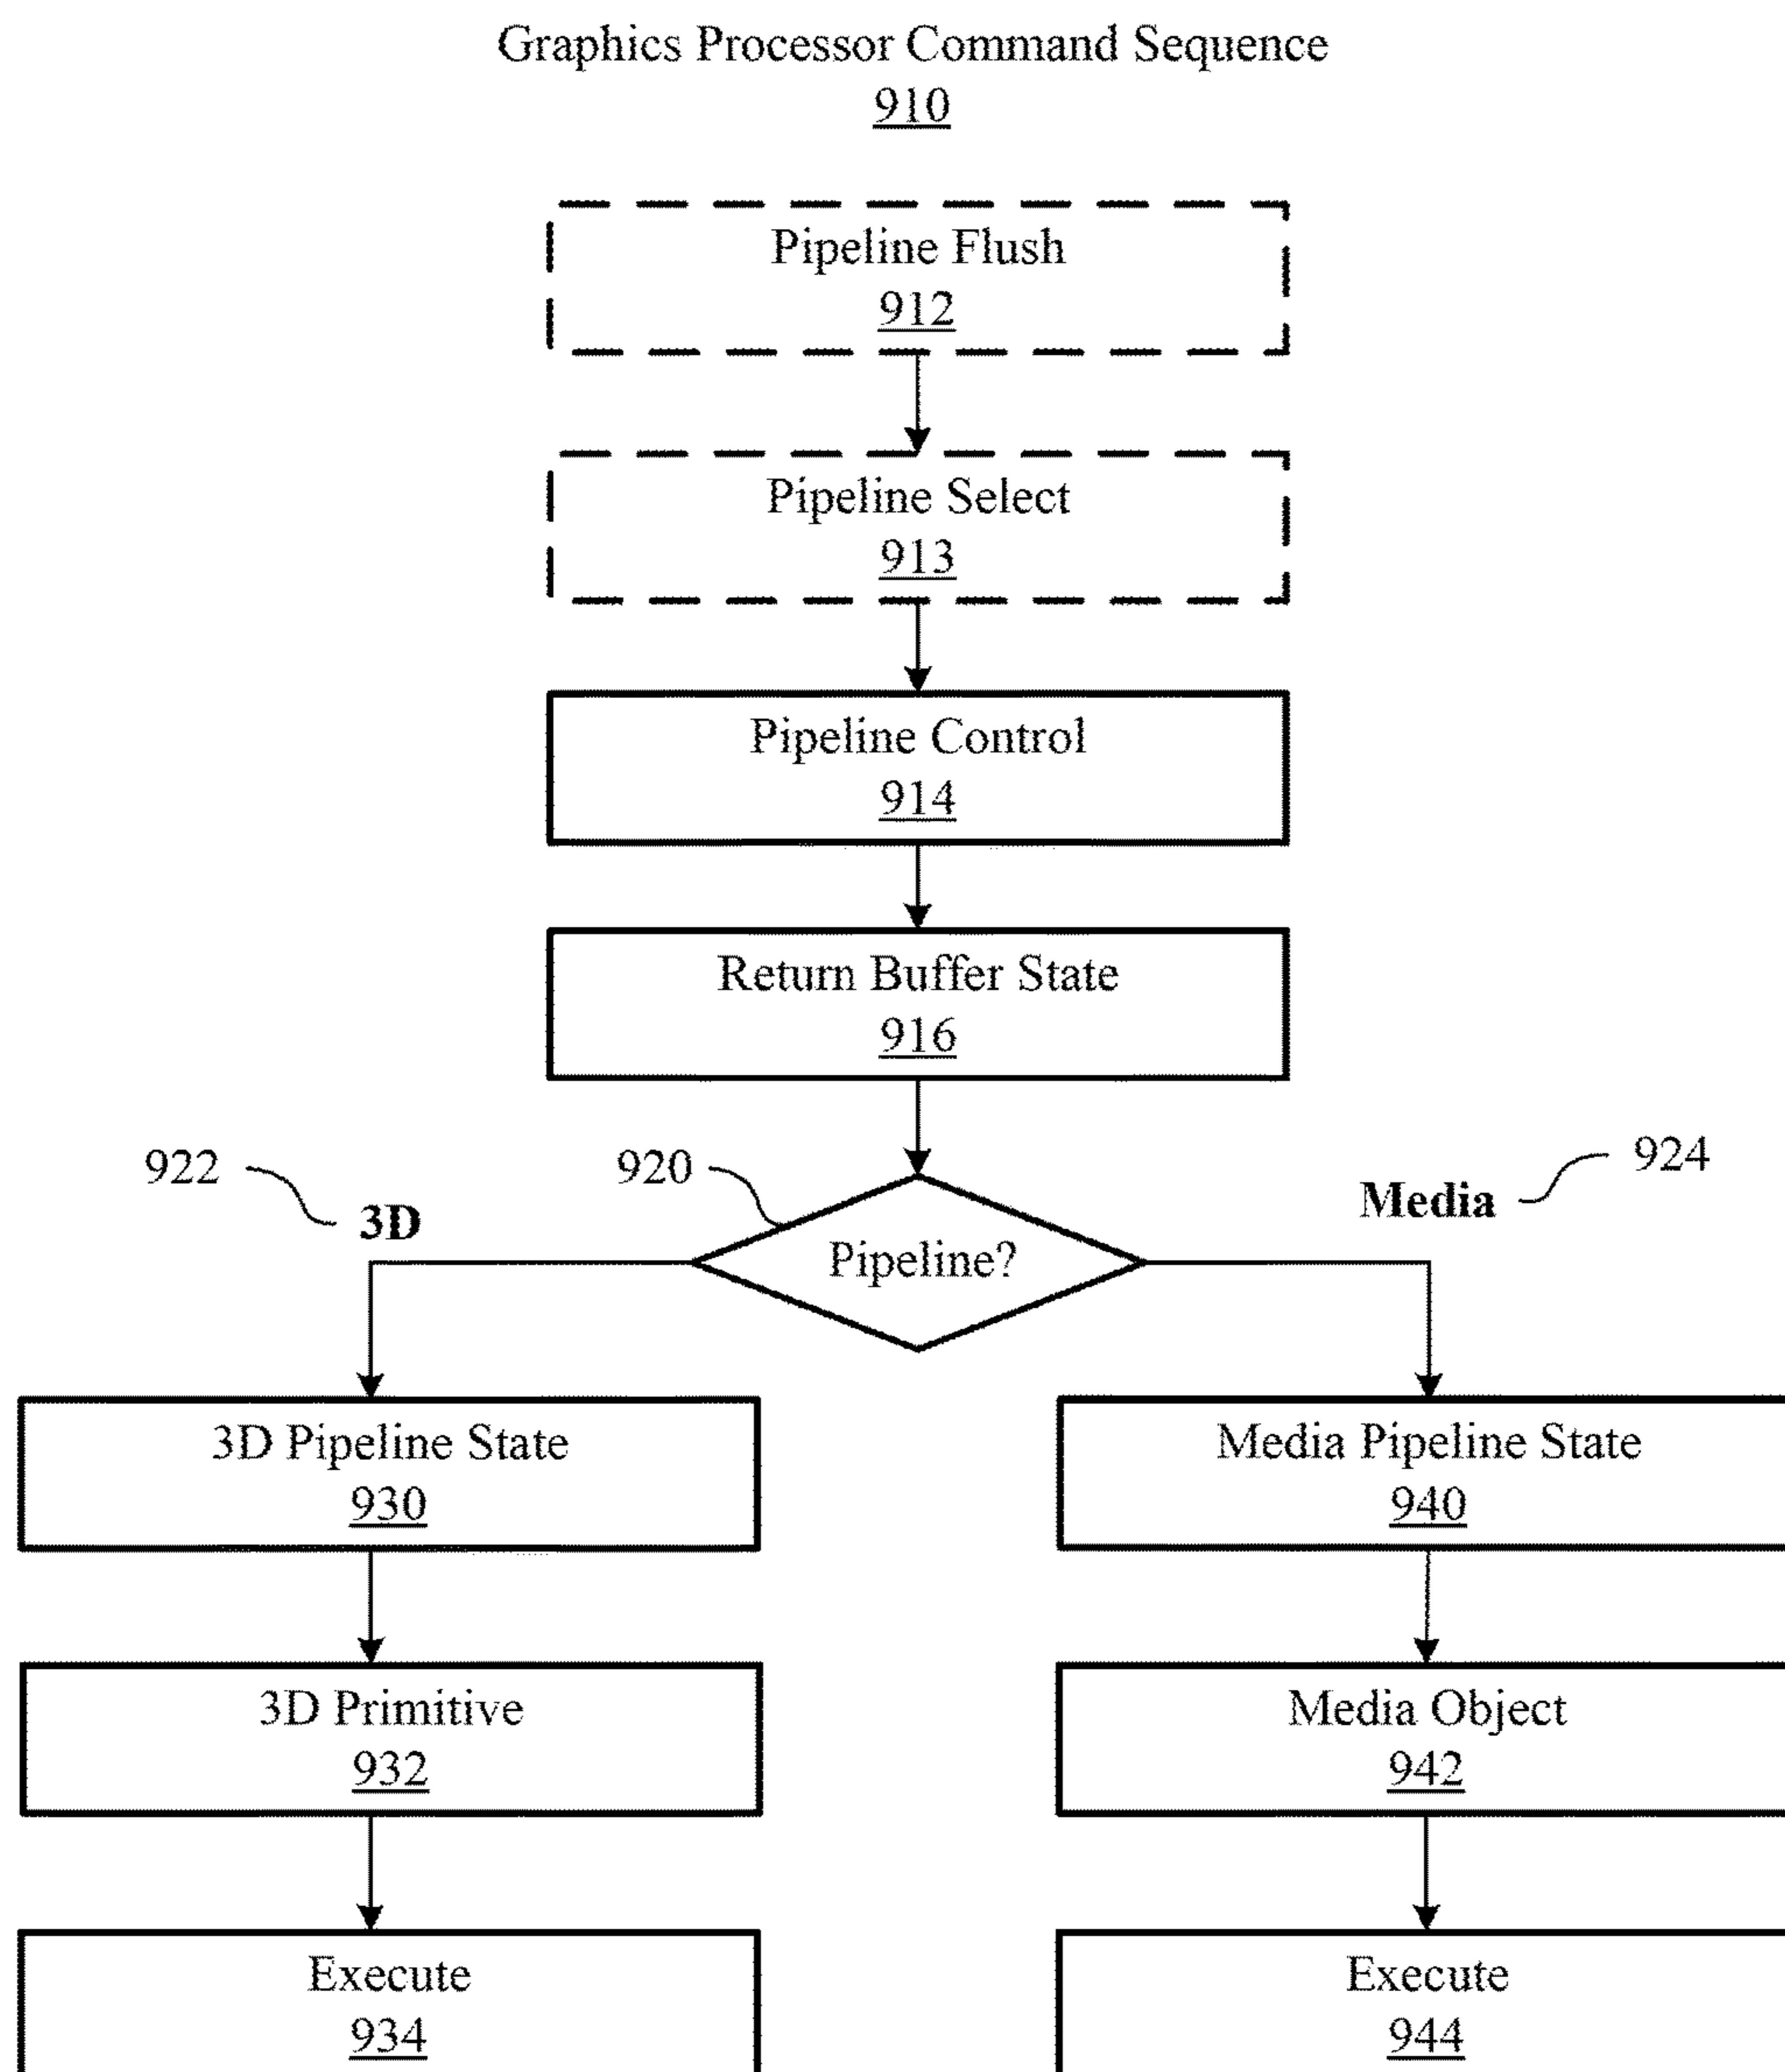 Graphics Processor Command Sequence
910
Pipeline Flush
912
Pipeline Select
913
Pipeline Control
914
Return Buffer State
916
922
920
924
3D
Media
Pipeline?
3D Pipeline State
930
Media Pipeline State
940
3D Primitive
932
Media Object
942
Execute
934
Execute
944